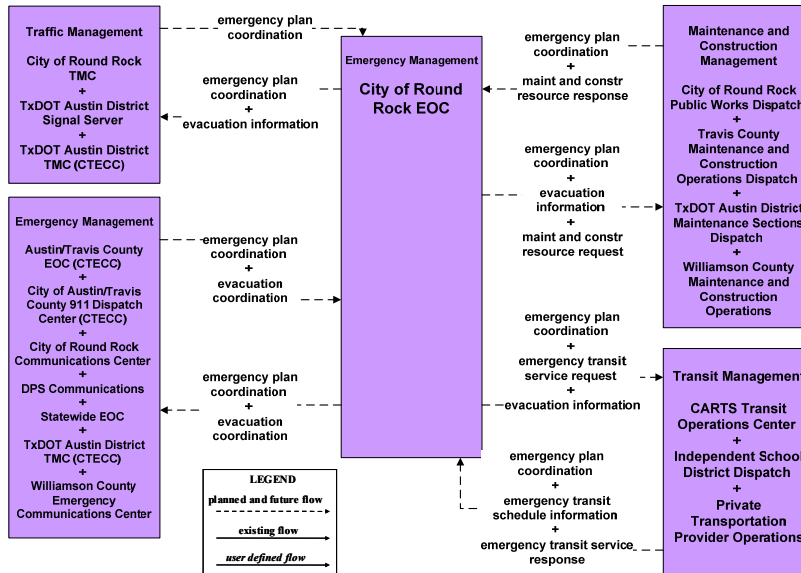 Traffic Management
City of Round Rock
TMC
+
TxDOT Austin District
Signal Server
+
TxDOT Austin District
TMC (CTECC)
emergency plan
coordination
emergency plan
coordination
+
evacuation information
Emergency Management
City of Round
Rock EOC
emergency plan
coordination
+
maint and constr
resource response
emergency plan
coordination
+
evacuation
information
+
maint and constr
resource request
Maintenance and
Construction
Management
City of Round Rock
Public Works Dispatch
+
Travis County
Maintenance and
Construction
Operations Dispatch
+
TxDOT Austin District
Maintenance Sections
Dispatch
+
Williamson County
Maintenance and
Construction
Operations
Emergency Management
Austin/Travis County
EOC (CTECC)
+
City of Austin/Travis
County 911 Dispatch
Center (CTECC)
+
City of Round Rock
Communications Center
+
DPS Communications
+
Statewide EOC
+
TxDOT Austin District
TMC (CTECC)
+
Williamson County
Emergency
Communications Center
emergency plan
coordination
+
evacuation
coordination
emergency plan
coordination
+
evacuation
coordination
emergency plan
coordination
+
emergency transit
service request
+
evacuation information
emergency plan
coordination
+
emergency transit
schedule information
+
emergency transit service
response
Transit Management
CARTS Transit
Operations Center
+
Independent School
District Dispatch
+
Private
Transportation
Provider Operations
LEGEND
planned and future flow
existing flow
user defined flow